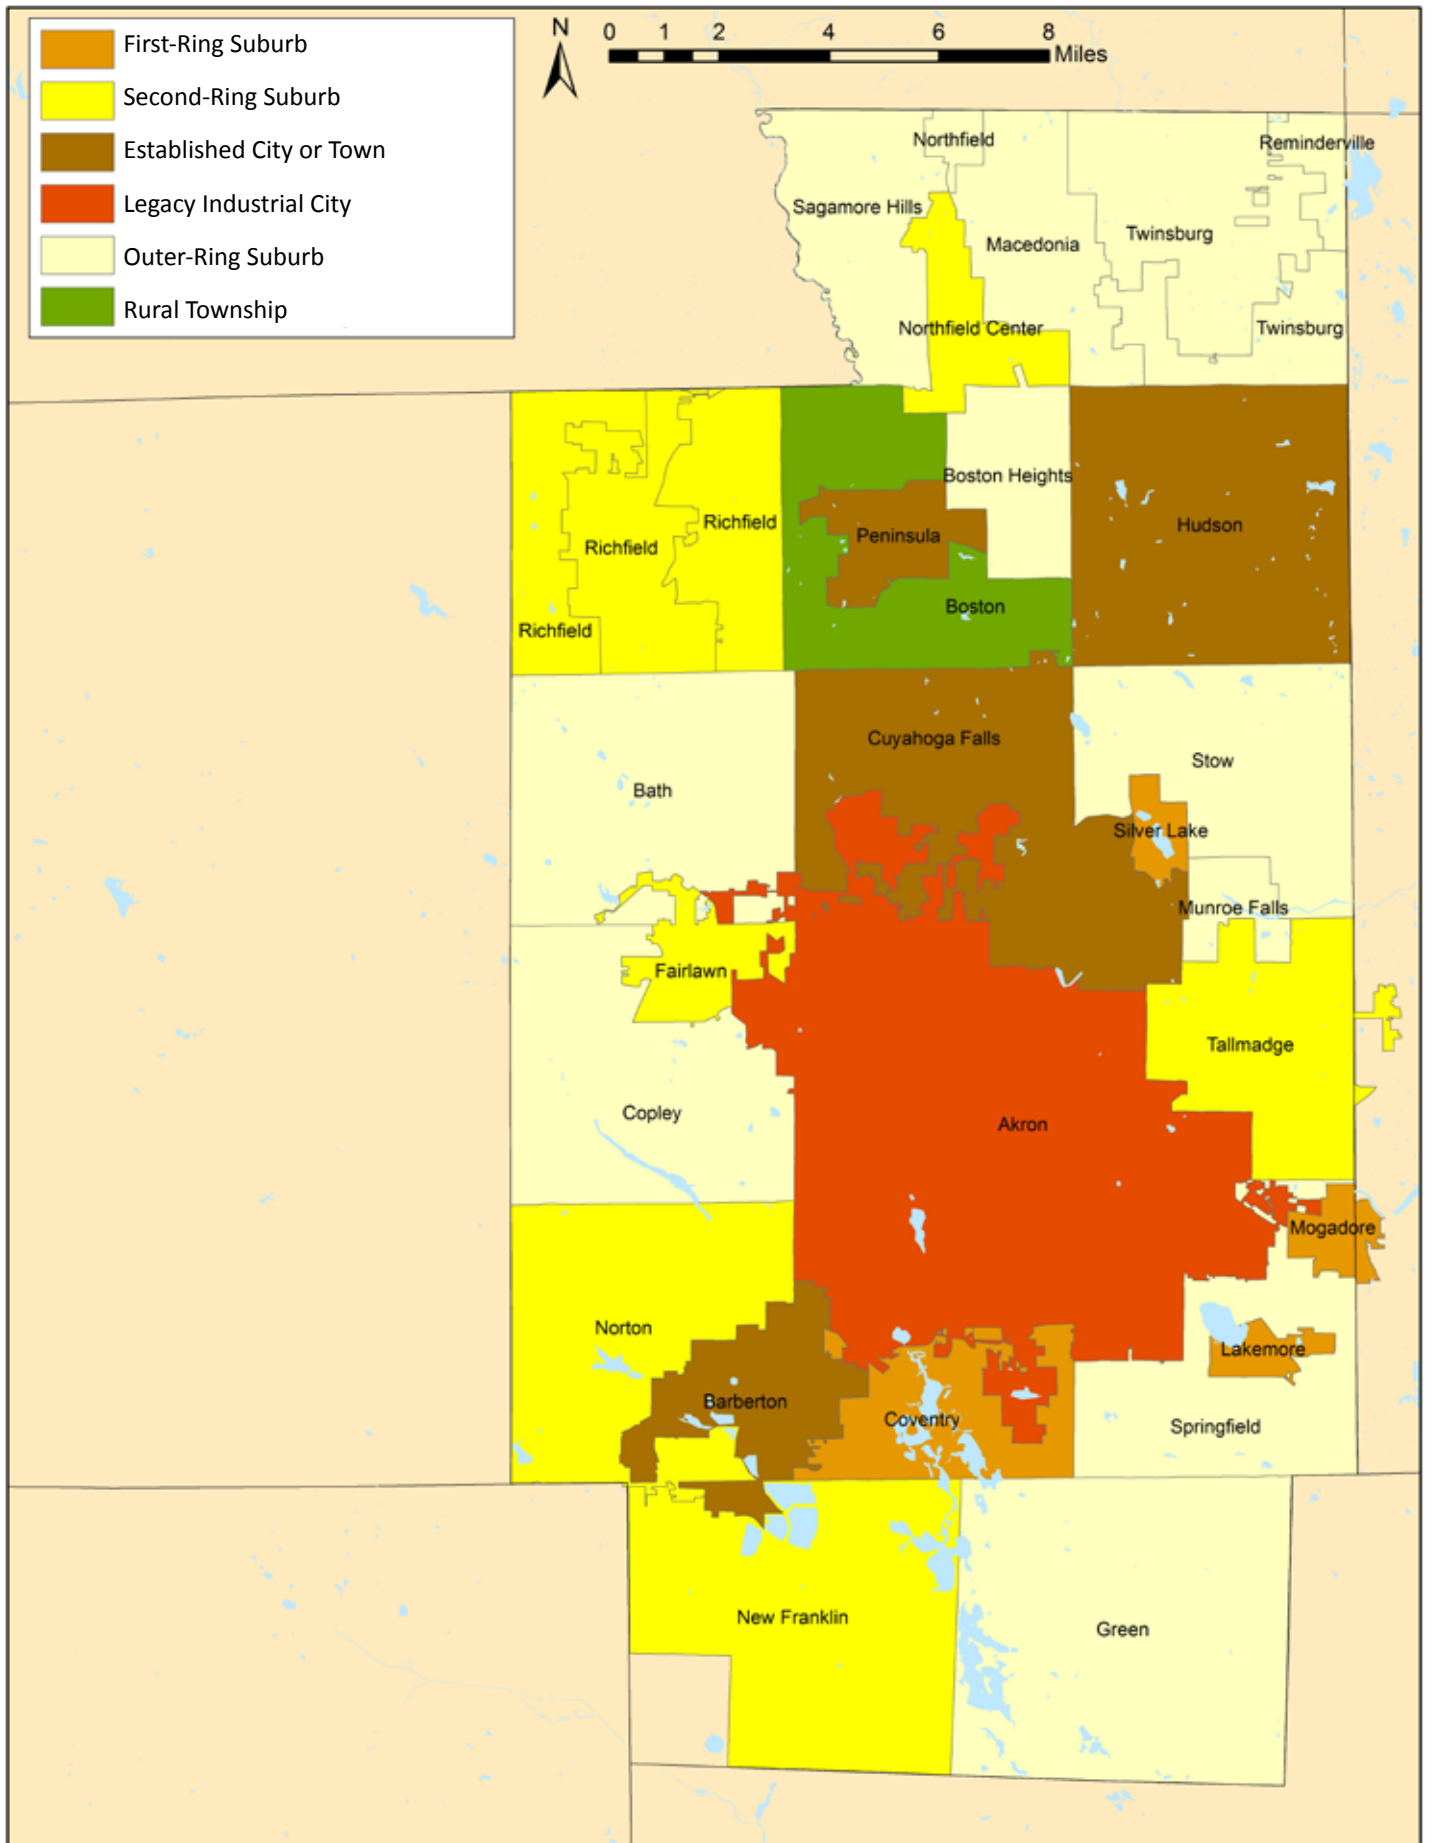 First-Ring Suburb
Second-Ring Suburb
Established City or Town
Legacy Industrial City
Outer-Ring Suburb
Rural Township
N
0 1 2 4 6 8
Miles
Northfield
Reminderville
Sagamore Hills
Macedonia
Twinsburg
Northfield Center
Twinsburg
Boston Heights
Richfield
Hudson
Peninsula
Richfield
Boston
Richfield
Cuyahoga Falls
Stow
Bath
Silver Lake
Munroe Falls
Fairlawn
Tallmadge
Copley
Akron
Mogadore
Norton
Lakemore
Barberton
Coventry
Springfield
New Franklin
Green